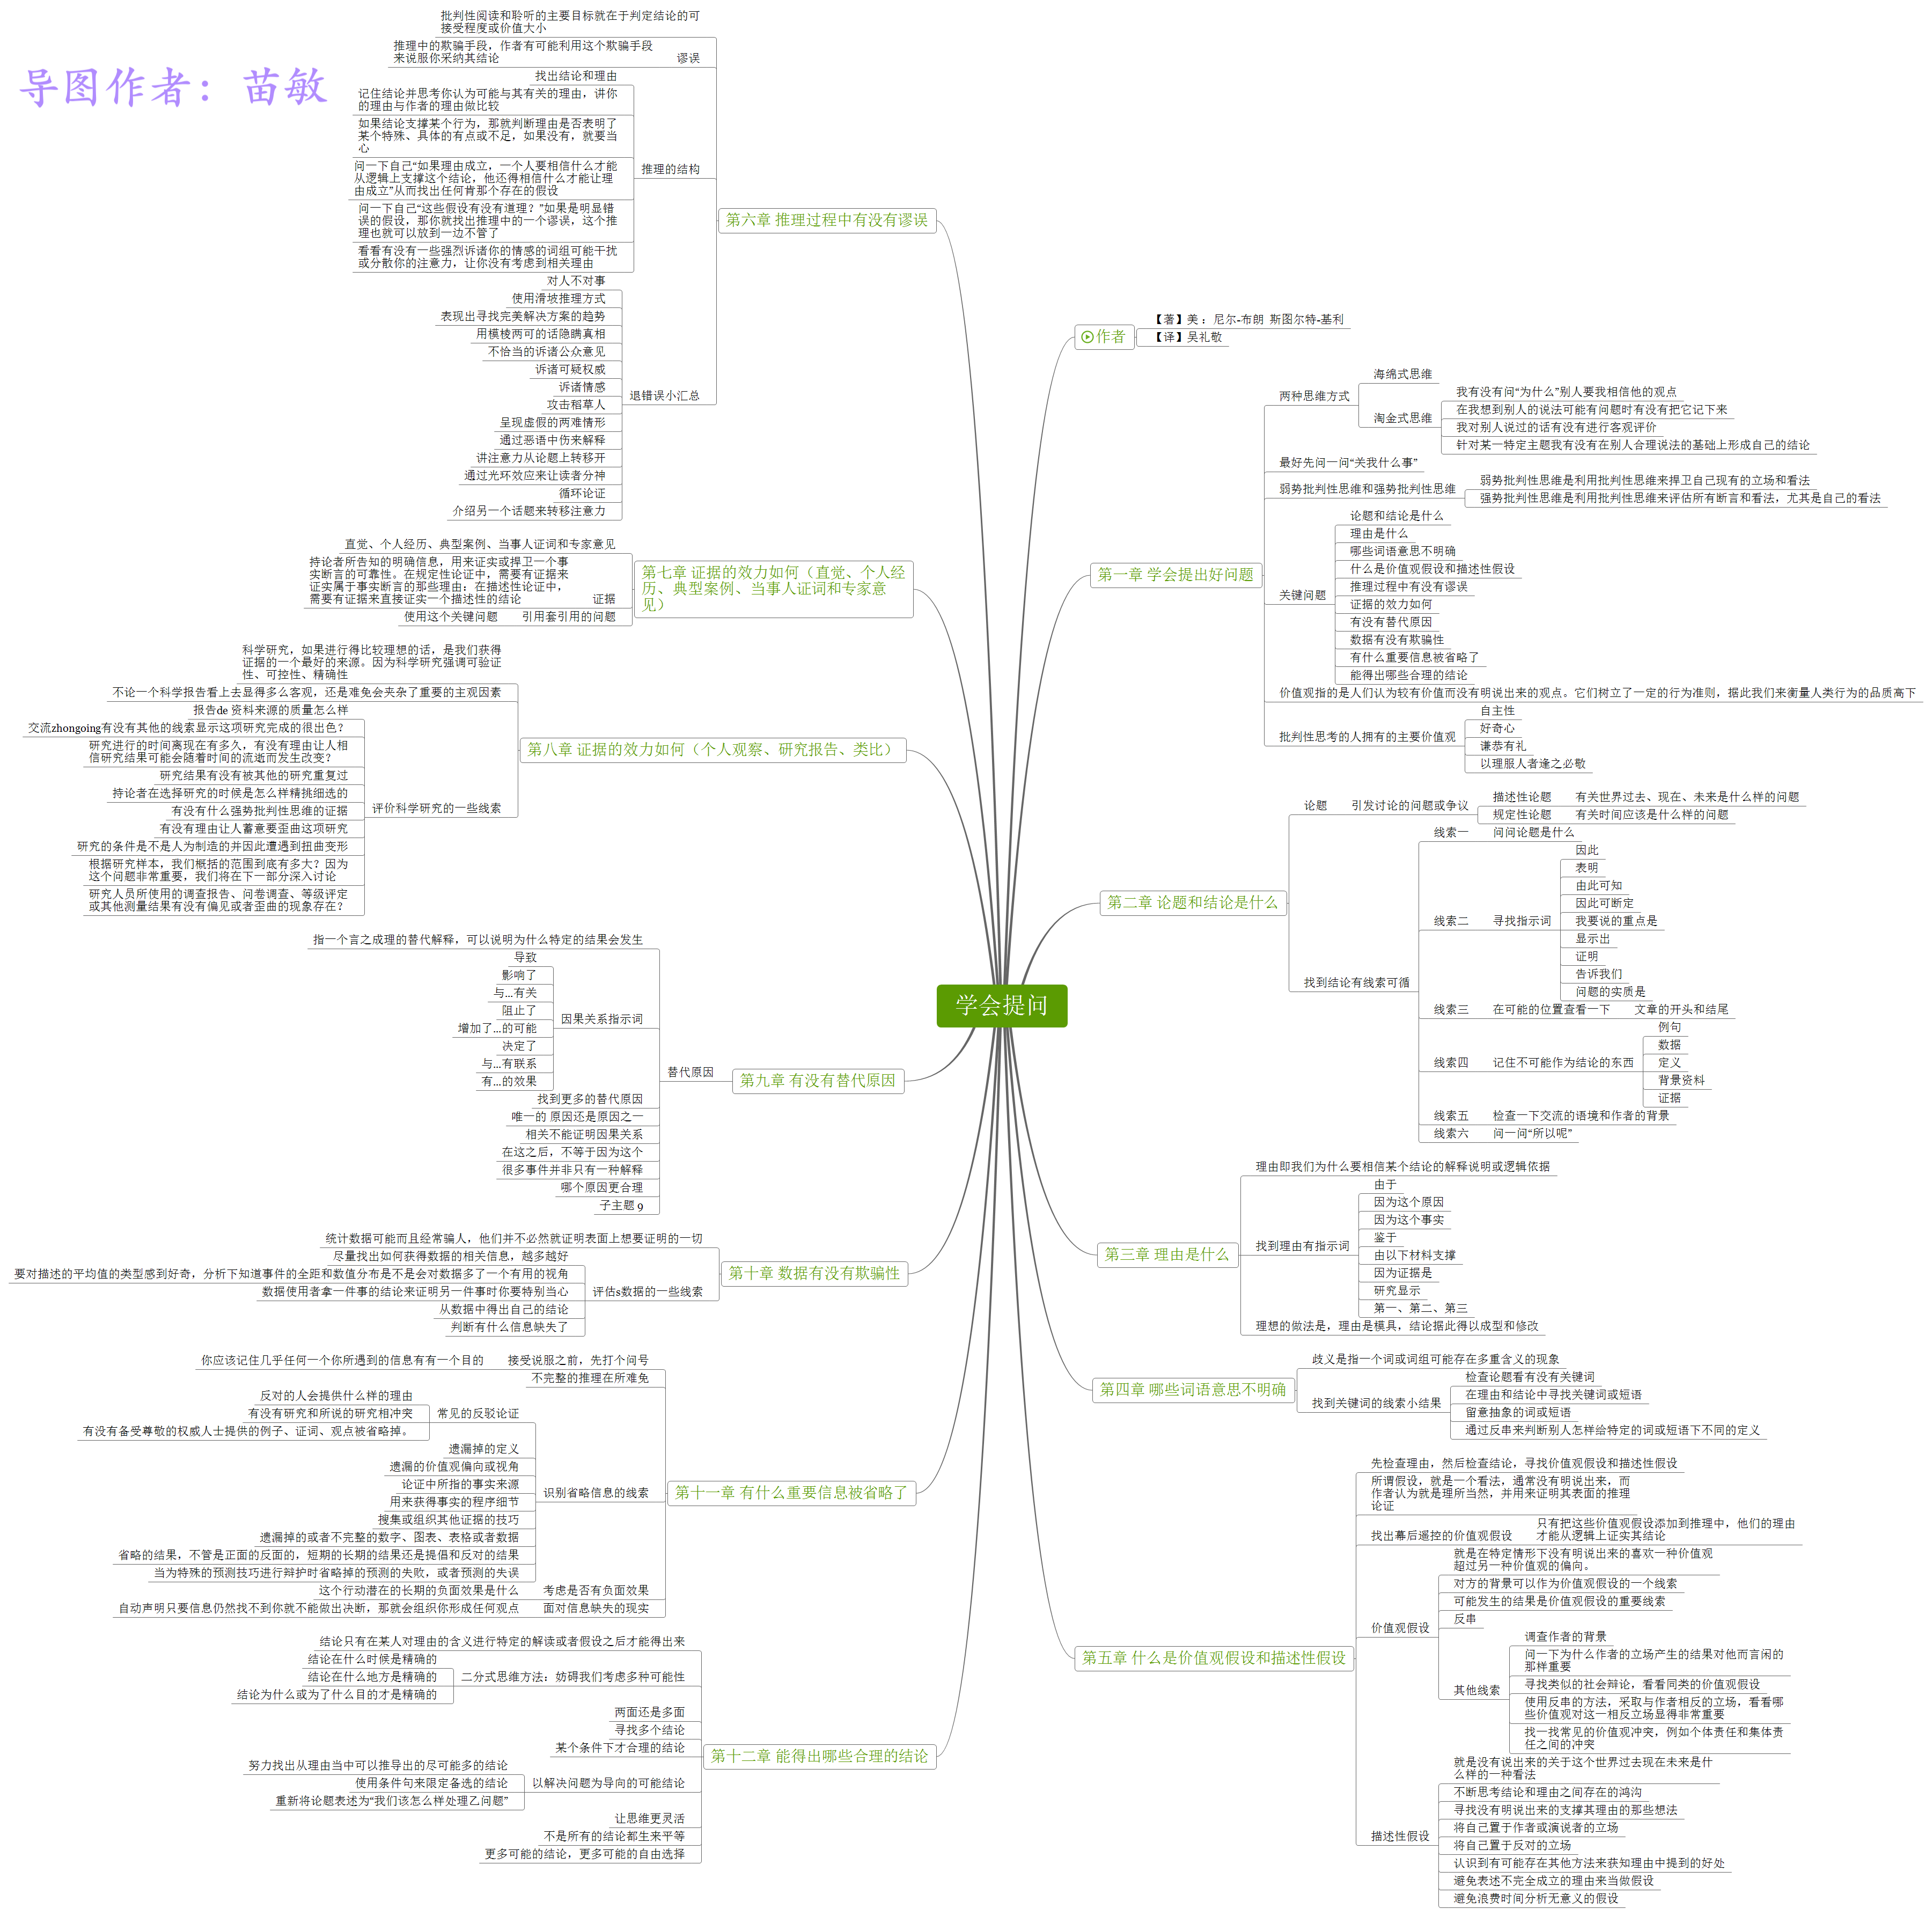 导图作者：苗敏
学会提问
作者
【著】美：尼尔-布朗 斯图尔特-基利
【译】吴礼敬
第一章 学会提出好问题
两种思维方式
海绵式思维
淘金式思维
我有没有问“为什么”别人要我相信他的观点
在我想到别人的说法可能有问题时有没有把它记下来
我对别人说过的话有没有进行客观评价
针对某一特定主题我有没有在别人合理说法的基础上形成自己的结论
最好先问一问“关我什么事”
弱势批判性思维和强势批判性思维
弱势批判性思维是利用批判性思维来捍卫自己现有的立场和看法
强势批判性思维是利用批判性思维来评估所有断言和看法，尤其是自己的看法
关键问题
论题和结论是什么
理由是什么
哪些词语意思不明确
什么是价值观假设和描述性假设
推理过程中有没有谬误
证据的效力如何
有没有替代原因
数据有没有欺骗性
有什么重要信息被省略了
能得出哪些合理的结论
价值观指的是人们认为较有价值而没有明说出来的观点。它们树立了一定的行为准则，据此我们来衡量人类行为的品质高下
批判性思考的人拥有的主要价值观
自主性
好奇心
谦恭有礼
以理服人者逢之必敬
第二章 论题和结论是什么
论题
引发讨论的问题或争议
描述性论题
有关世界过去、现在、未来是什么样的问题
规定性论题
有关时间应该是什么样的问题
找到结论有线索可循
线索一
问问论题是什么
线索二
寻找指示词
因此
表明
由此可知
因此可断定
我要说的重点是
显示出
证明
告诉我们
问题的实质是
线索三
在可能的位置查看一下
文章的开头和结尾
线索四
记住不可能作为结论的东西
例句
数据
定义
背景资料
证据
线索五
检查一下交流的语境和作者的背景
线索六
问一问“所以呢”
第三章 理由是什么
理由即我们为什么要相信某个结论的解释说明或逻辑依据
找到理由有指示词
由于
因为这个原因
因为这个事实
鉴于
由以下材料支撑
因为证据是
研究显示
第一、第二、第三
理想的做法是，理由是模具，结论据此得以成型和修改
第四章 哪些词语意思不明确
歧义是指一个词或词组可能存在多重含义的现象
找到关键词的线索小结果
检查论题看有没有关键词
在理由和结论中寻找关键词或短语
留意抽象的词或短语
通过反串来判断别人怎样给特定的词或短语下不同的定义
第五章 什么是价值观假设和描述性假设
先检查理由，然后检查结论，寻找价值观假设和描述性假设
所谓假设，就是一个看法，通常没有明说出来，而
作者认为就是理所当然，并用来证明其表面的推理
论证
找出幕后遥控的价值观假设
只有把这些价值观假设添加到推理中，他们的理由
才能从逻辑上证实其结论
价值观假设
就是在特定情形下没有明说出来的喜欢一种价值观
超过另一种价值观的偏向。
对方的背景可以作为价值观假设的一个线索
可能发生的结果是价值观假设的重要线索
反串
其他线索
调查作者的背景
问一下为什么作者的立场产生的结果对他而言闲的
那样重要
寻找类似的社会辩论，看看同类的价值观假设
使用反串的方法，采取与作者相反的立场，看看哪
些价值观对这一相反立场显得非常重要
找一找常见的价值观冲突，例如个体责任和集体责
任之间的冲突
描述性假设
就是没有说出来的关于这个世界过去现在未来是什
么样的一种看法
不断思考结论和理由之间存在的鸿沟
寻找没有明说出来的支撑其理由的那些想法
将自己置于作者或演说者的立场
将自己置于反对的立场
认识到有可能存在其他方法来获知理由中提到的好处
避免表述不完全成立的理由来当做假设
避免浪费时间分析无意义的假设
第六章 推理过程中有没有谬误
批判性阅读和聆听的主要目标就在于判定结论的可
接受程度或价值大小
谬误
推理中的欺骗手段，作者有可能利用这个欺骗手段
来说服你采纳其结论
推理的结构
找出结论和理由
记住结论并思考你认为可能与其有关的理由，讲你
的理由与作者的理由做比较
如果结论支撑某个行为，那就判断理由是否表明了
某个特殊、具体的有点或不足，如果没有，就要当
心
问一下自己“如果理由成立，一个人要相信什么才能
从逻辑上支撑这个结论，他还得相信什么才能让理
由成立”从而找出任何肯那个存在的假设
问一下自己“这些假设有没有道理？”如果是明显错
误的假设，那你就找出推理中的一个谬误，这个推
理也就可以放到一边不管了
看看有没有一些强烈诉诸你的情感的词组可能干扰
或分散你的注意力，让你没有考虑到相关理由
退错误小汇总
对人不对事
使用滑坡推理方式
表现出寻找完美解决方案的趋势
用模棱两可的话隐瞒真相
不恰当的诉诸公众意见
诉诸可疑权威
诉诸情感
攻击稻草人
呈现虚假的两难情形
通过恶语中伤来解释
讲注意力从论题上转移开
通过光环效应来让读者分神
循环论证
介绍另一个话题来转移注意力
第七章 证据的效力如何（直觉、个人经
历、典型案例、当事人证词和专家意
见）
直觉、个人经历、典型案例、当事人证词和专家意见
证据
持论者所告知的明确信息，用来证实或捍卫一个事
实断言的可靠性。在规定性论证中，需要有证据来
证实属于事实断言的那些理由；在描述性论证中，
需要有证据来直接证实一个描述性的结论
引用套引用的问题
使用这个关键问题
第八章 证据的效力如何（个人观察、研究报告、类比）
科学研究，如果进行得比较理想的话，是我们获得
证据的一个最好的来源。因为科学研究强调可验证
性、可控性、精确性
不论一个科学报告看上去显得多么客观，还是难免会夹杂了重要的主观因素
评价科学研究的一些线索
报告de 资料来源的质量怎么样
交流zhongoing有没有其他的线索显示这项研究完成的很出色？
研究进行的时间离现在有多久，有没有理由让人相
信研究结果可能会随着时间的流逝而发生改变？
研究结果有没有被其他的研究重复过
持论者在选择研究的时候是怎么样精挑细选的
有没有什么强势批判性思维的证据
有没有理由让人蓄意要歪曲这项研究
研究的条件是不是人为制造的并因此遭遇到扭曲变形
根据研究样本，我们概括的范围到底有多大？因为
这个问题非常重要，我们将在下一部分深入讨论
研究人员所使用的调查报告、问卷调查、等级评定
或其他测量结果有没有偏见或者歪曲的现象存在？
第九章 有没有替代原因
替代原因
指一个言之成理的替代解释，可以说明为什么特定的结果会发生
因果关系指示词
导致
影响了
与...有关
阻止了
增加了...的可能
决定了
与...有联系
有...的效果
找到更多的替代原因
唯一的 原因还是原因之一
相关不能证明因果关系
在这之后，不等于因为这个
很多事件并非只有一种解释
哪个原因更合理
子主题 9
第十章 数据有没有欺骗性
统计数据可能而且经常骗人，他们并不必然就证明表面上想要证明的一切
评估s数据的一些线索
尽量找出如何获得数据的相关信息，越多越好
要对描述的平均值的类型感到好奇，分析下知道事件的全距和数值分布是不是会对数据多了一个有用的视角
数据使用者拿一件事的结论来证明另一件事时你要特别当心
从数据中得出自己的结论
判断有什么信息缺失了
第十一章 有什么重要信息被省略了
接受说服之前，先打个问号
你应该记住几乎任何一个你所遇到的信息有有一个目的
不完整的推理在所难免
识别省略信息的线索
常见的反驳论证
反对的人会提供什么样的理由
有没有研究和所说的研究相冲突
有没有备受尊敬的权威人士提供的例子、证词、观点被省略掉。
遗漏掉的定义
遗漏的价值观偏向或视角
论证中所指的事实来源
用来获得事实的程序细节
搜集或组织其他证据的技巧
遗漏掉的或者不完整的数字、图表、表格或者数据
省略的结果，不管是正面的反面的，短期的长期的结果还是提倡和反对的结果
当为特殊的预测技巧进行辩护时省略掉的预测的失败，或者预测的失误
考虑是否有负面效果
这个行动潜在的长期的负面效果是什么
面对信息缺失的现实
自动声明只要信息仍然找不到你就不能做出决断，那就会组织你形成任何观点
第十二章 能得出哪些合理的结论
结论只有在某人对理由的含义进行特定的解读或者假设之后才能得出来
二分式思维方法：妨碍我们考虑多种可能性
结论在什么时候是精确的
结论在什么地方是精确的
结论为什么或为了什么目的才是精确的
两面还是多面
寻找多个结论
某个条件下才合理的结论
以解决问题为导向的可能结论
努力找出从理由当中可以推导出的尽可能多的结论
使用条件句来限定备选的结论
重新将论题表述为“我们该怎么样处理乙问题”
让思维更灵活
不是所有的结论都生来平等
更多可能的结论，更多可能的自由选择